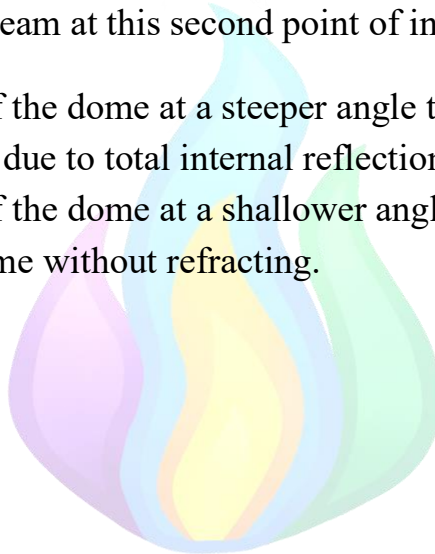 eam at this second point of in
f the dome at a steeper angle t
due to total internal reflection
f the dome at a shallower angl
me without refracting.